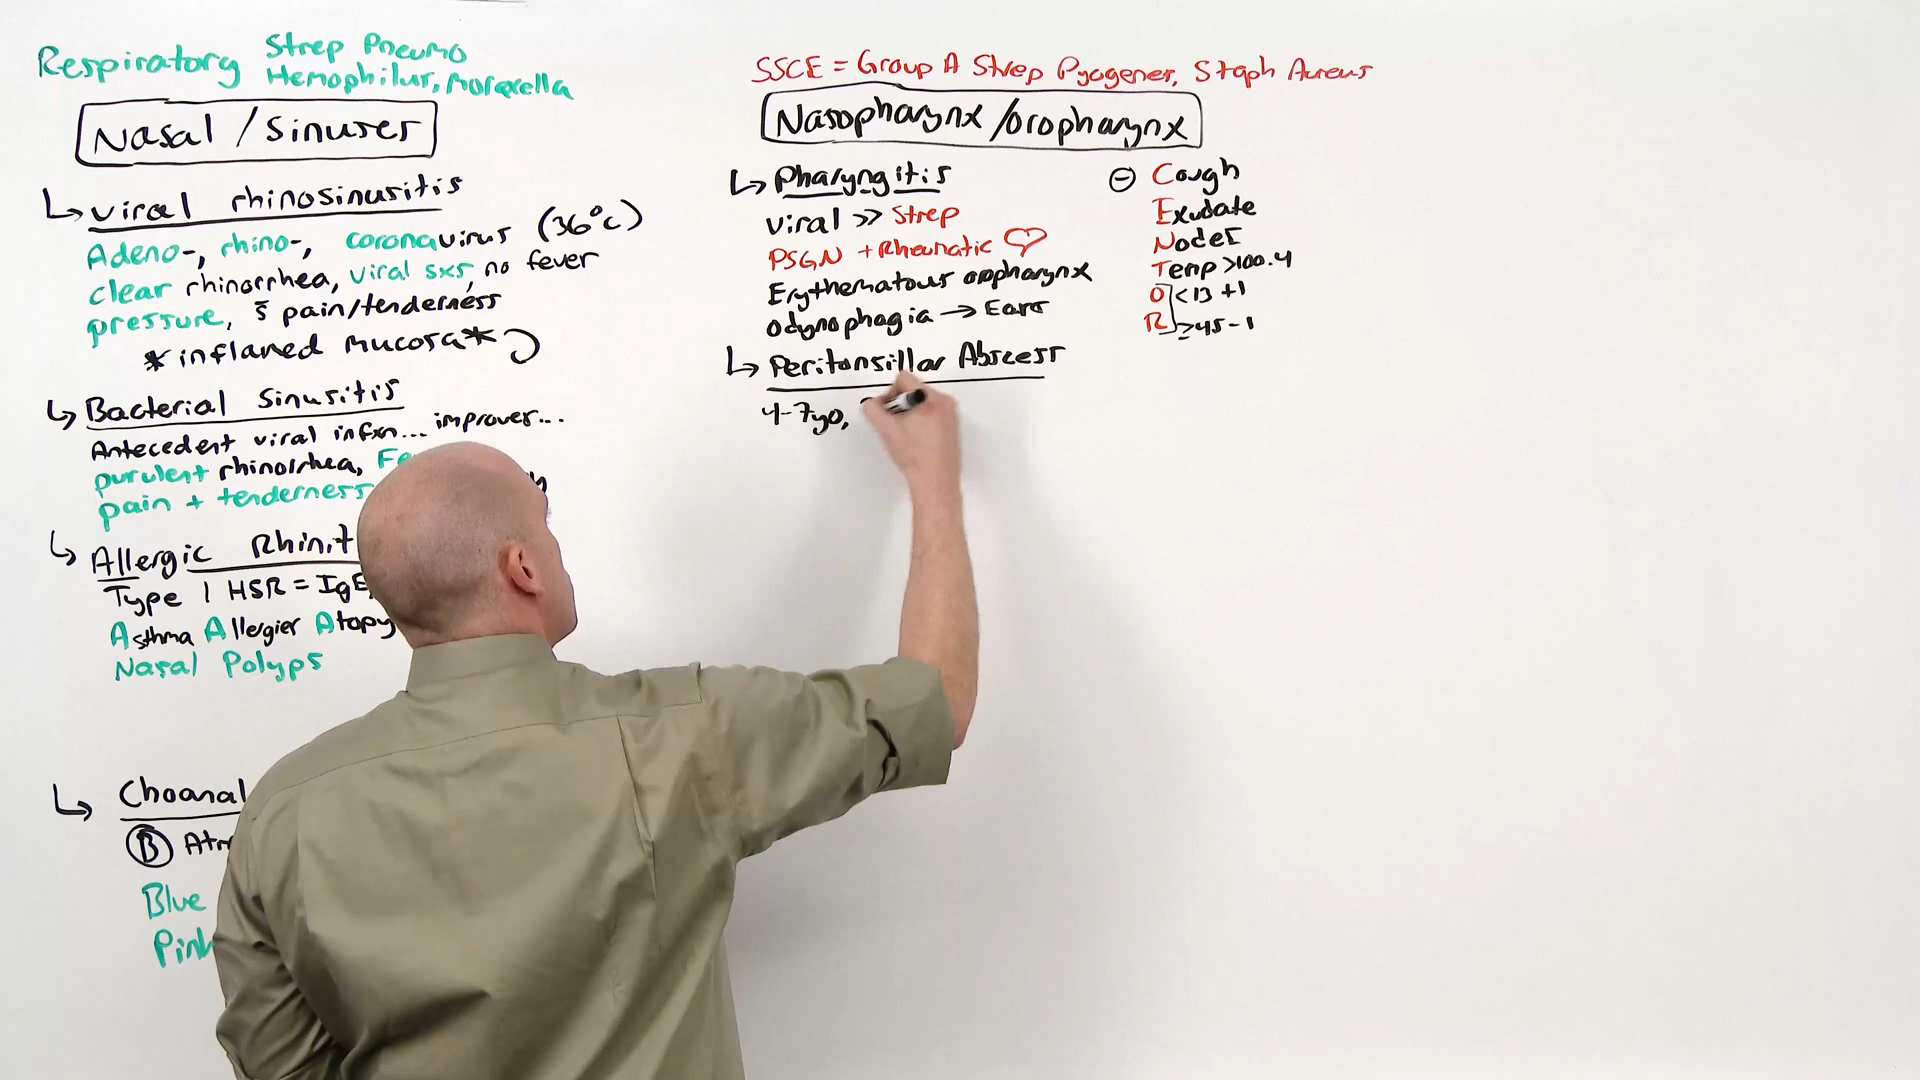 Respiratory Strep Pneumo
Hemophilus, Moraxella
Nasal / Sinuses
↳ viral rhinosinusitis
Adeno-, rhino-, coronavirus (36°C)
clear rhinorrhea, viral sxs, no fever
pressure, s̄ pain/tenderness
*inflamed mucosa*
↳ Bacterial Sinusitis
Antecedent viral infxn... improves...
purulent rhinorrhea, Fe
pain + tenderness
↳ Allergic Rhinit
Type 1 HSR = IgE,
Asthma Allergies Atopy
Nasal Polyps
↳ Choanal
Ⓑ Atr
Blue
Pink
SSCE = Group A Strep Pyogenes, Staph Aureus
Nasopharynx/oropharynx
↳ Pharyngitis
viral >> Strep
PSGN + Rheumatic ♡
Erythematous oropharynx
odynophagia → Ears
⊖ Cough
Exudate
Nodes
Temp >100.4
O <13 +1
R ≥45 -1
↳ Peritonsillar Abscess
4-7yo,